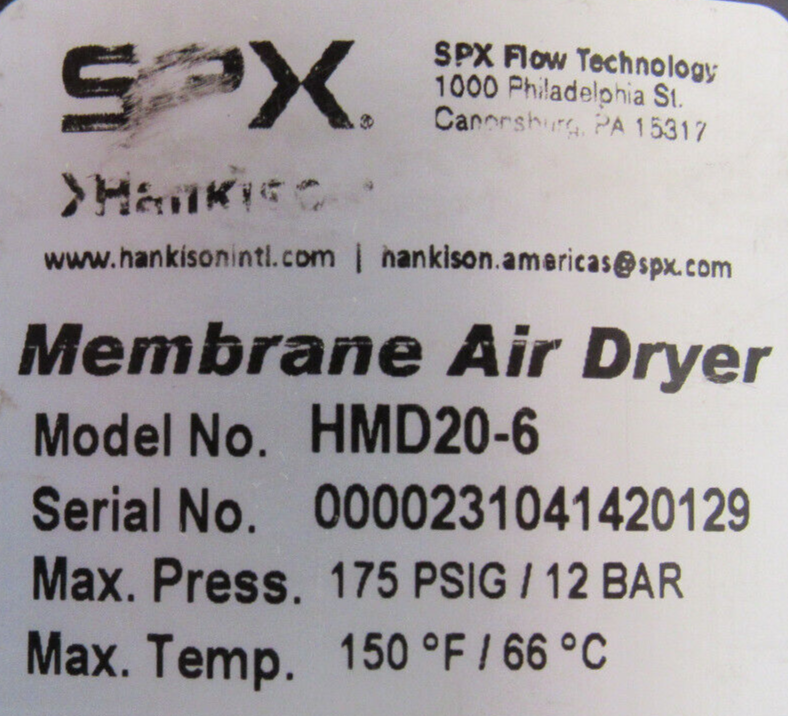 SPX®
SPX Flow Technology
1000 Philadelphia St.
Canonsburg, PA 15317
www.hankisonintl.com | hankison.americas@spx.com
Membrane Air Dryer
Model No. HMD20-6
Serial No. 0000231041420129
Max. Press. 175 PSIG / 12 BAR
Max. Temp. 150 °F / 66 °C